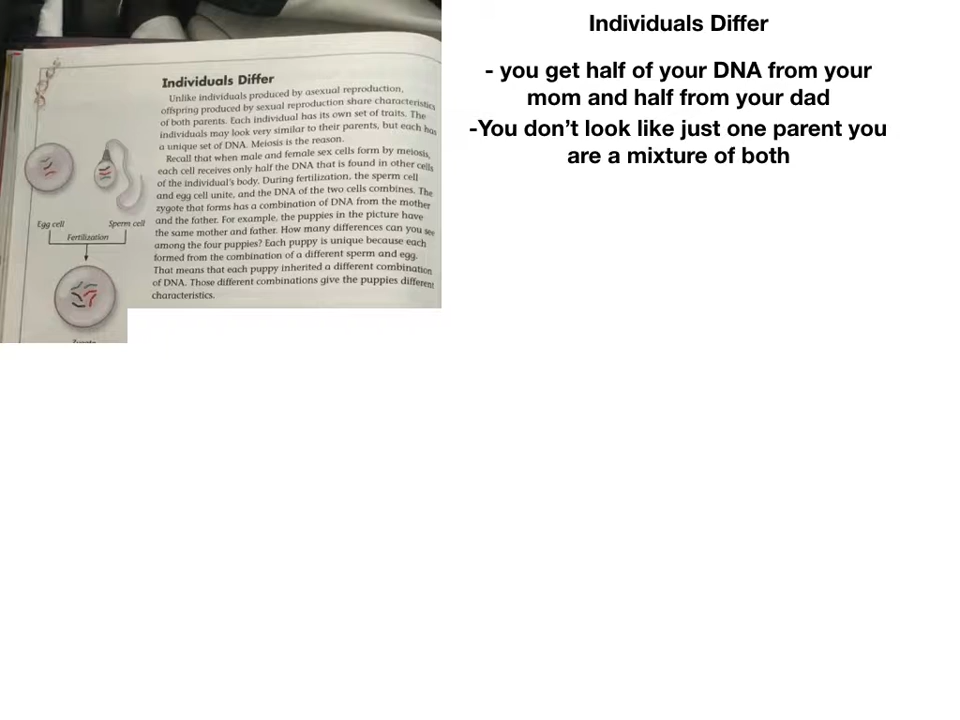 Individuals Differ
Unlike individuals produced by asexual reproduction,
offspring produced by sexual reproduction share characteristics
of both parents. Each individual has its own set of traits. The
individuals may look very similar to their parents, but each has
a unique set of DNA. Meiosis is the reason.
Recall that when male and female sex cells form by meiosis,
each cell receives only half the DNA that is found in other cells
of the individual's body. During fertilization, the sperm cell
and egg cell unite, and the DNA of the two cells combines. The
zygote that forms has a combination of DNA from the mother
and the father. For example, the puppies in the picture have
the same mother and father. How many differences can you see
among the four puppies? Each puppy is unique because each
formed from the combination of a different sperm and egg.
That means that each puppy inherited a different combination
of DNA. Those different combinations give the puppies different
characteristics.
Egg cell
Sperm cell
Fertilization
Individuals Differ
- you get half of your DNA from your
mom and half from your dad
-You don’t look like just one parent you
are a mixture of both